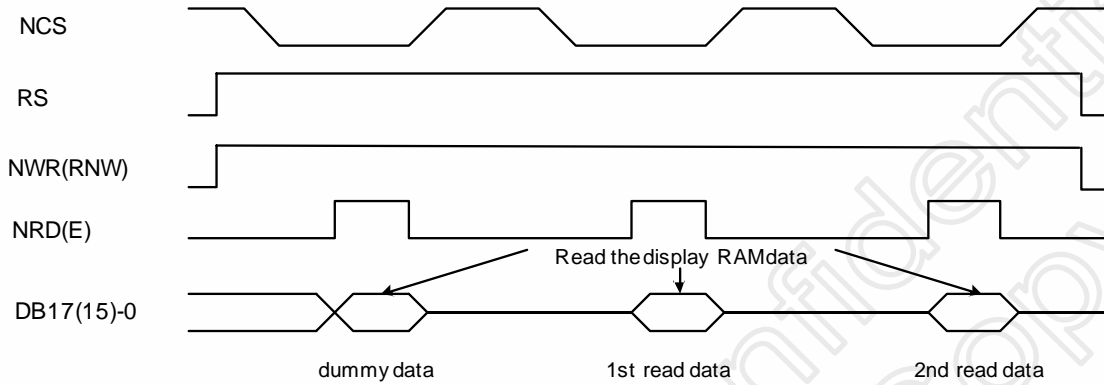 NCS
RS
NWR(RNW)
NRD(E)
Read the display RAM data
DB17(15)-0
dummy data
1st read data
2nd read data